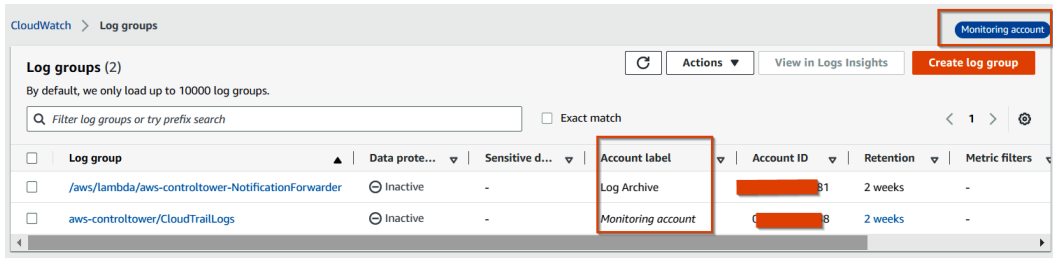 CloudWatch > Log groups
Monitoring account
Log groups (2)
Actions
View in Logs Insights
Create log group
By default, we only load up to 10000 log groups.
Filter log groups or try prefix search
Exact match
1
Log group
Data prote...
Sensitive d...
Account label
Account ID
Retention
Metric filters
/aws/lambda/aws-controltower-NotificationForwarder
Inactive
-
Log Archive
81
2 weeks
-
aws-controltower/CloudTrailLogs
Inactive
-
Monitoring account
8
2 weeks
-